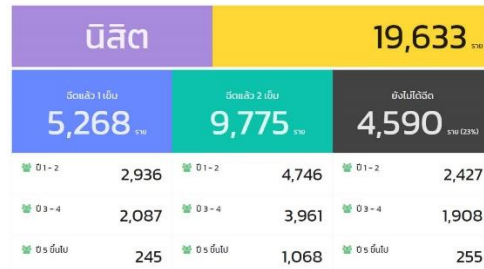 นิสิต
19,633 ราย
ฉีดแล้ว 1 เข็ม
5,268 ราย
ฉีดแล้ว 2 เข็ม
9,775 ราย
ยังไม่ได้ฉีด
4,590 ราย (23%)
ปี 1 - 2 2,936
ปี 1 - 2 4,746
ปี 1 - 2 2,427
ปี 3 - 4 2,087
ปี 3 - 4 3,961
ปี 3 - 4 1,908
ปี 5 ขึ้นไป 245
ปี 5 ขึ้นไป 1,068
ปี 5 ขึ้นไป 255